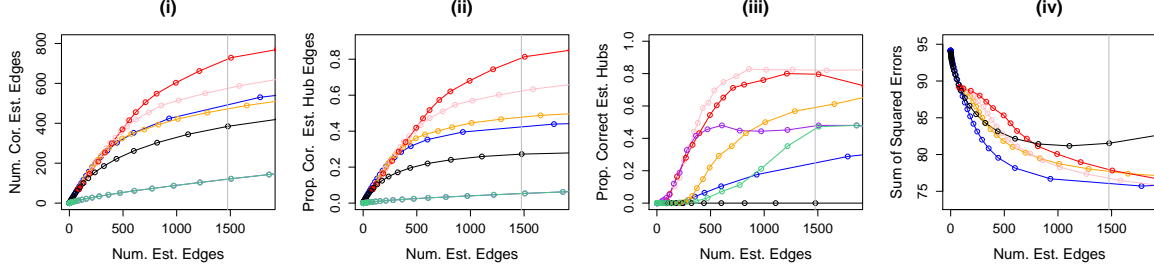 (i)
Num. Cor. Est. Edges
0 200 400 600 800
0 500 1000 1500
Num. Est. Edges
(ii)
Prop. Cor. Est. Hub Edges
0.0 0.2 0.4 0.6 0.8
0 500 1000 1500
Num. Est. Edges
(iii)
Prop. Correct Est. Hubs
0.0 0.2 0.4 0.6 0.8 1.0
0 500 1000 1500
Num. Est. Edges
(iv)
Sum of Squared Errors
75 80 85 90 95
0 500 1000 1500
Num. Est. Edges